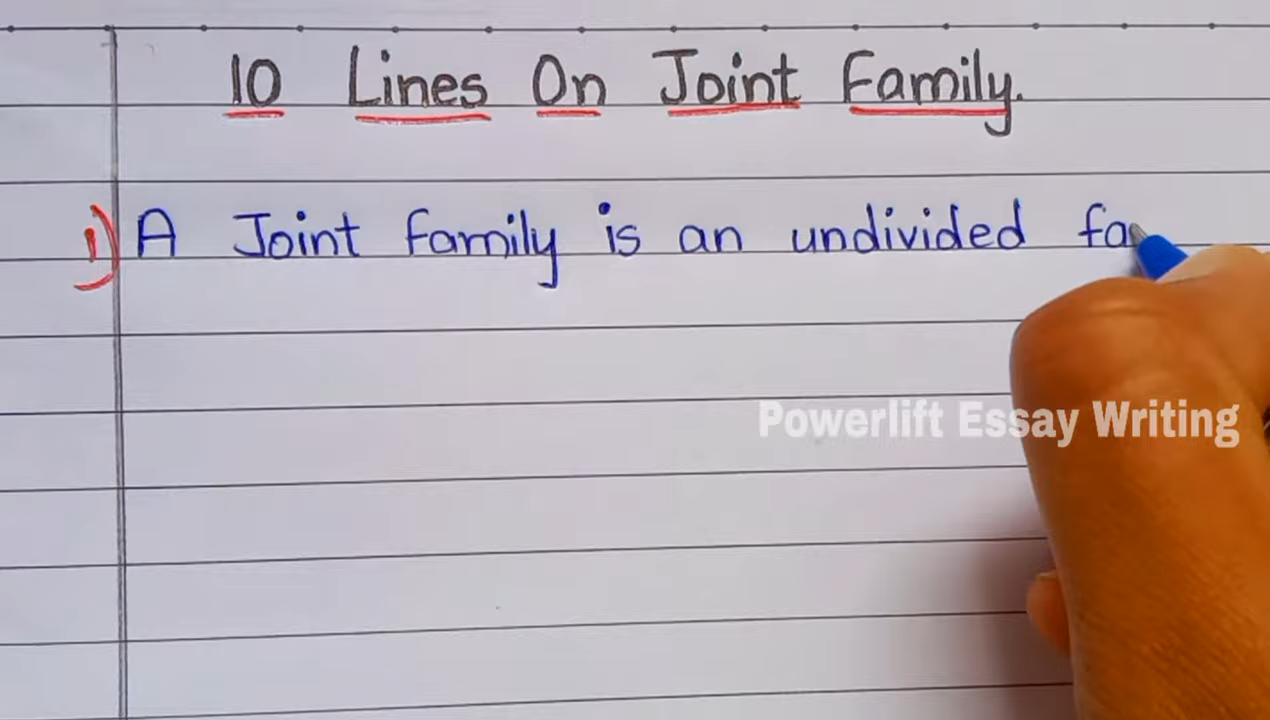 10 Lines On Joint Family.
1) A Joint family is an undivided fa
Powerlift Essay Writing